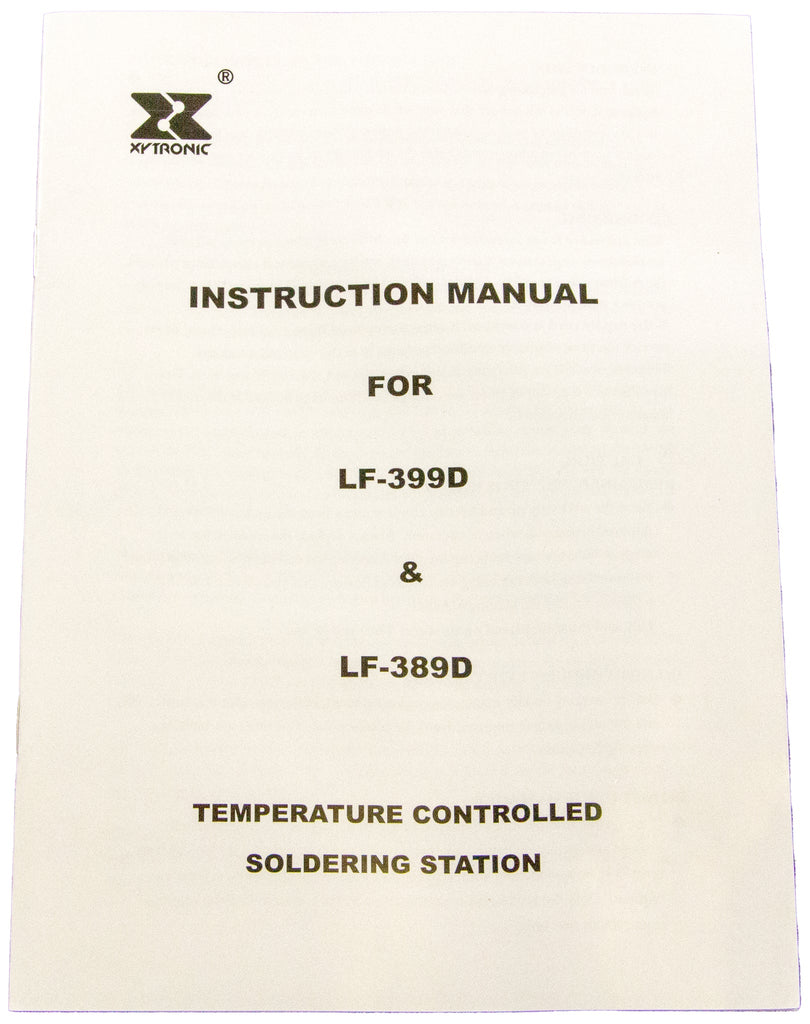 ®
XYTRONIC
INSTRUCTION MANUAL
FOR
LF-399D
&
LF-389D
TEMPERATURE CONTROLLED
SOLDERING STATION